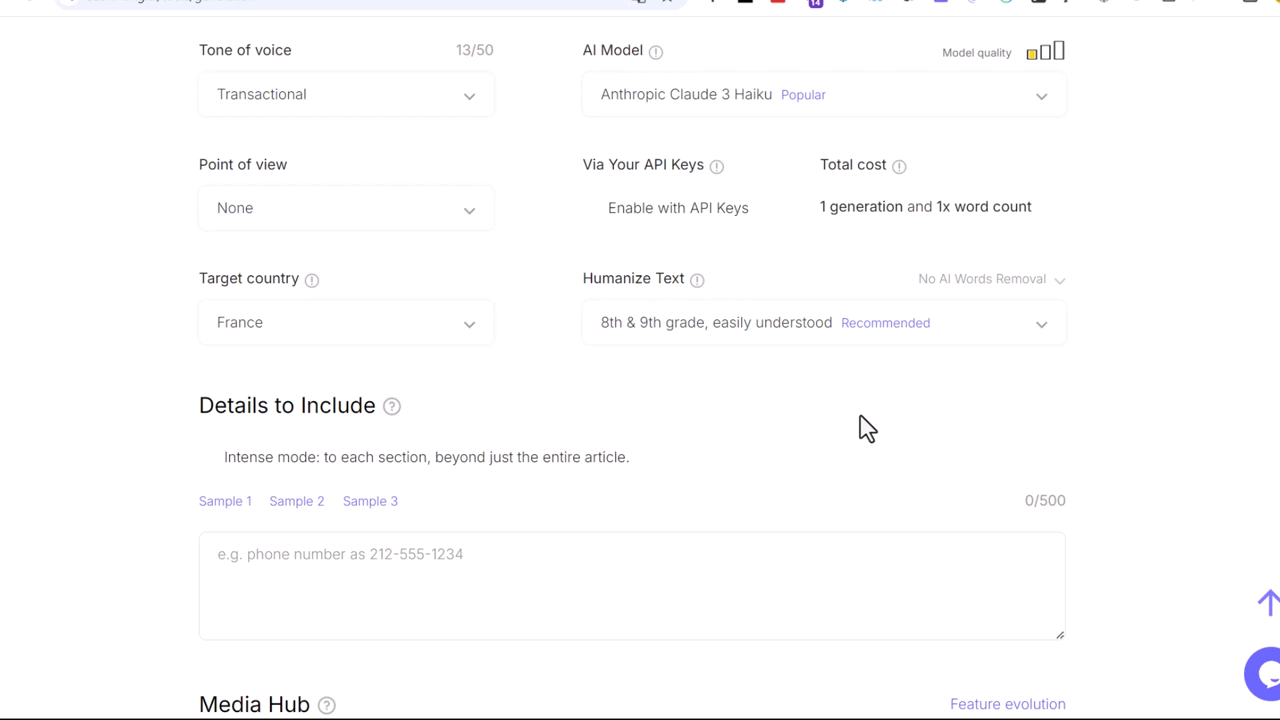 14
Tone of voice 13/50
AI Model Model quality
Transactional
Anthropic Claude 3 Haiku Popular
Point of view
Via Your API Keys Total cost
None
Enable with API Keys 1 generation and 1x word count
Target country
Humanize Text No AI Words Removal
France
8th & 9th grade, easily understood Recommended
Details to Include
Intense mode: to each section, beyond just the entire article.
Sample 1 Sample 2 Sample 3 0/500
e.g. phone number as 212-555-1234
Media Hub Feature evolution